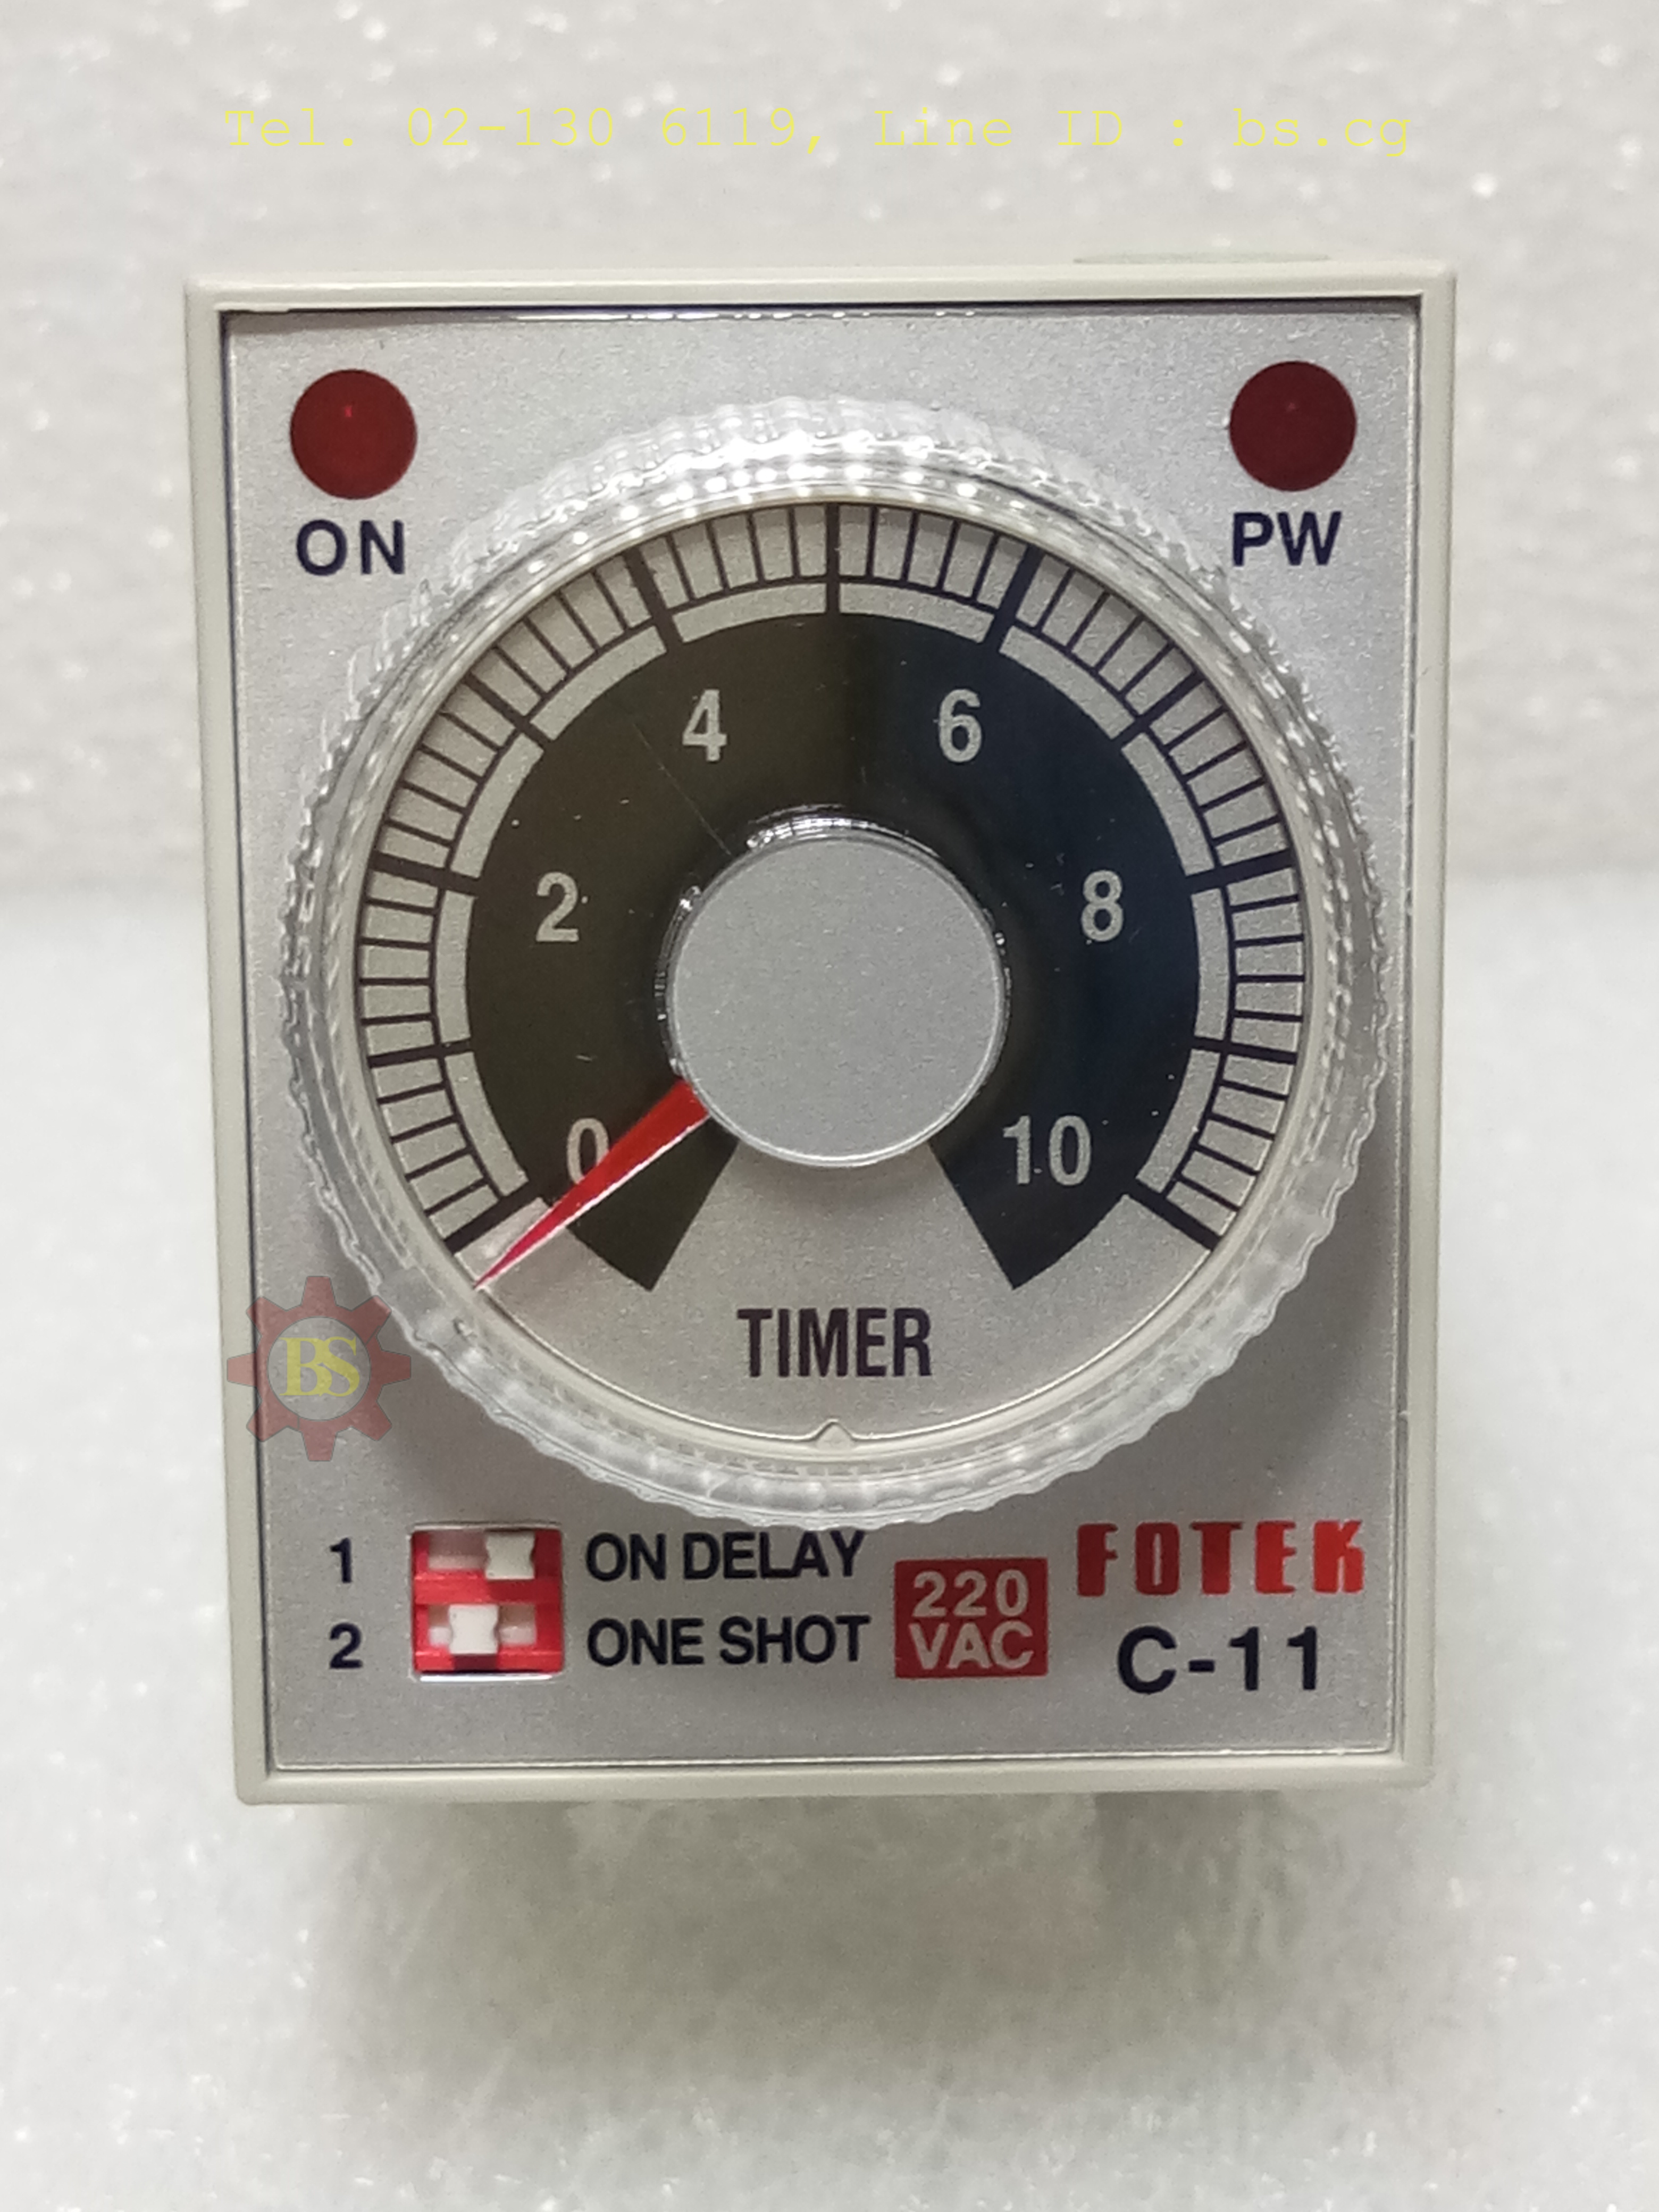 Tel. 02-130 6119, Line ID : bs.cg
ON
PW
4 6
2 8
0 10
TIMER
BS
1 ON DELAY
2 ONE SHOT
220
VAC
FOTEK
C-11